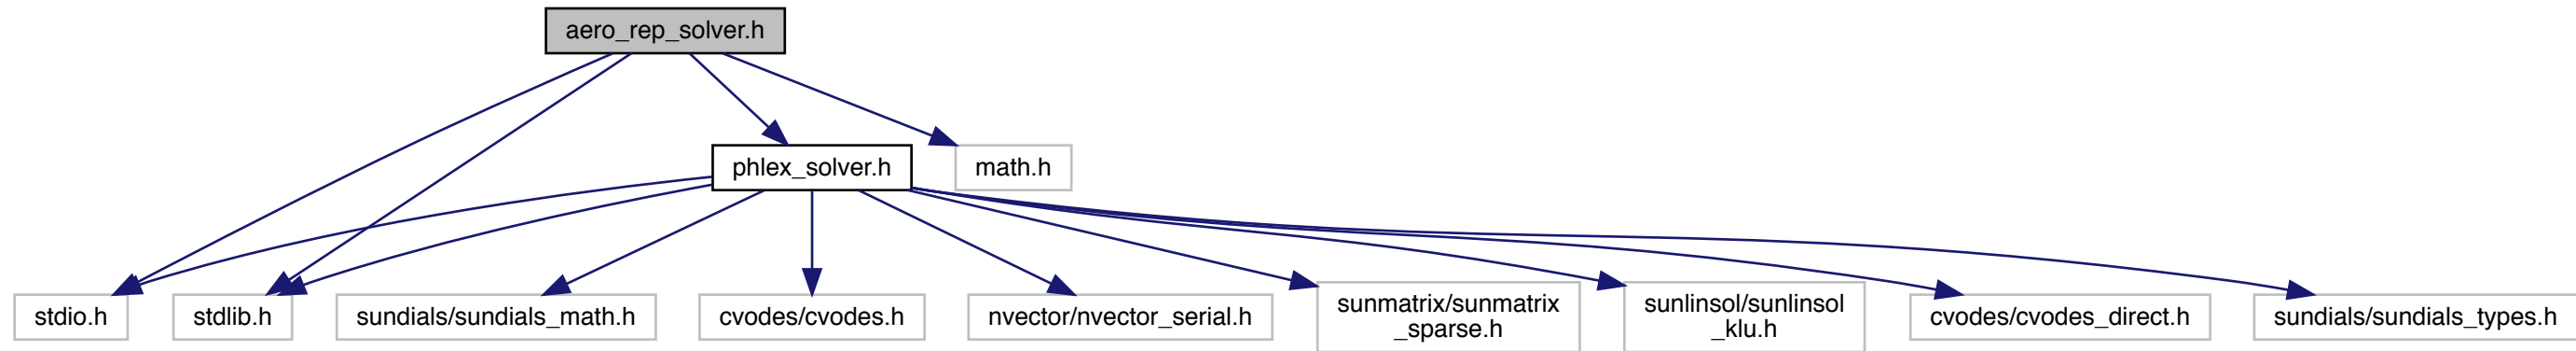 aero_rep_solver.h
phlex_solver.h
math.h
stdio.h
stdlib.h
sundials/sundials_math.h
cvodes/cvodes.h
nvector/nvector_serial.h
sunmatrix/sunmatrix
_sparse.h
sunlinsol/sunlinsol
_klu.h
cvodes/cvodes_direct.h
sundials/sundials_types.h